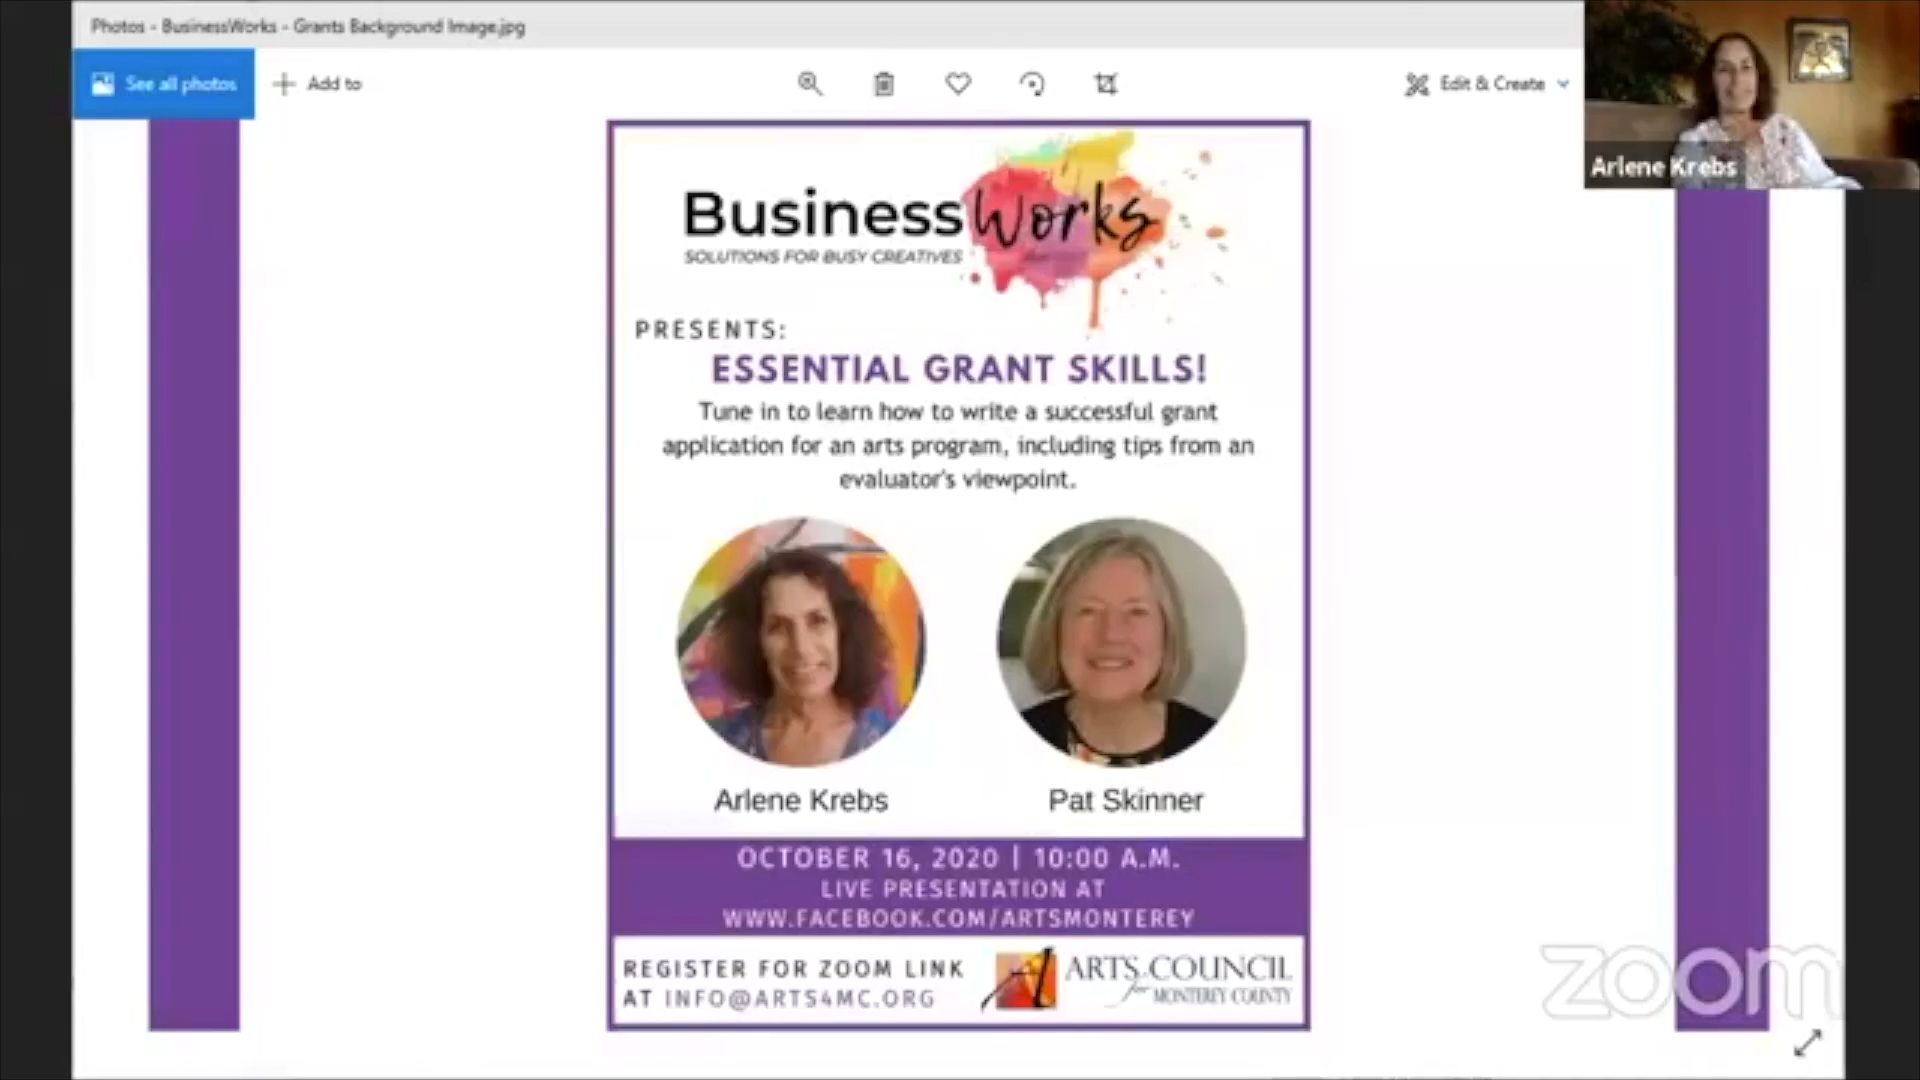 Photos - BusinessWorks - Grants Background Image.jpg
See all photos
Add to
Edit & Create
Arlene Krebs
BusinessWorks
SOLUTIONS FOR BUSY CREATIVES
PRESENTS:
ESSENTIAL GRANT SKILLS!
Tune in to learn how to write a successful grant
application for an arts program, including tips from an
evaluator's viewpoint.
Arlene Krebs
Pat Skinner
OCTOBER 16, 2020 | 10:00 A.M.
LIVE PRESENTATION AT
WWW.FACEBOOK.COM/ARTSMONTEREY
REGISTER FOR ZOOM LINK
AT INFO@ARTS4MC.ORG
A
ARTS COUNCIL
for MONTEREY COUNTY
zoom